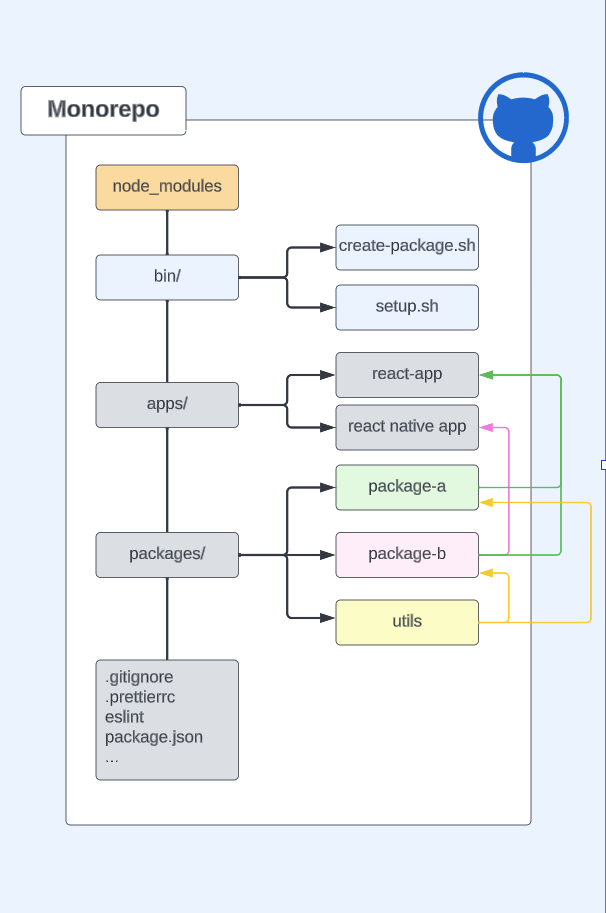 Monorepo
node_modules
bin/
create-package.sh
setup.sh
apps/
react-app
react native app
packages/
package-a
package-b
utils
.gitignore
.prettierrc
eslint
package.json
...